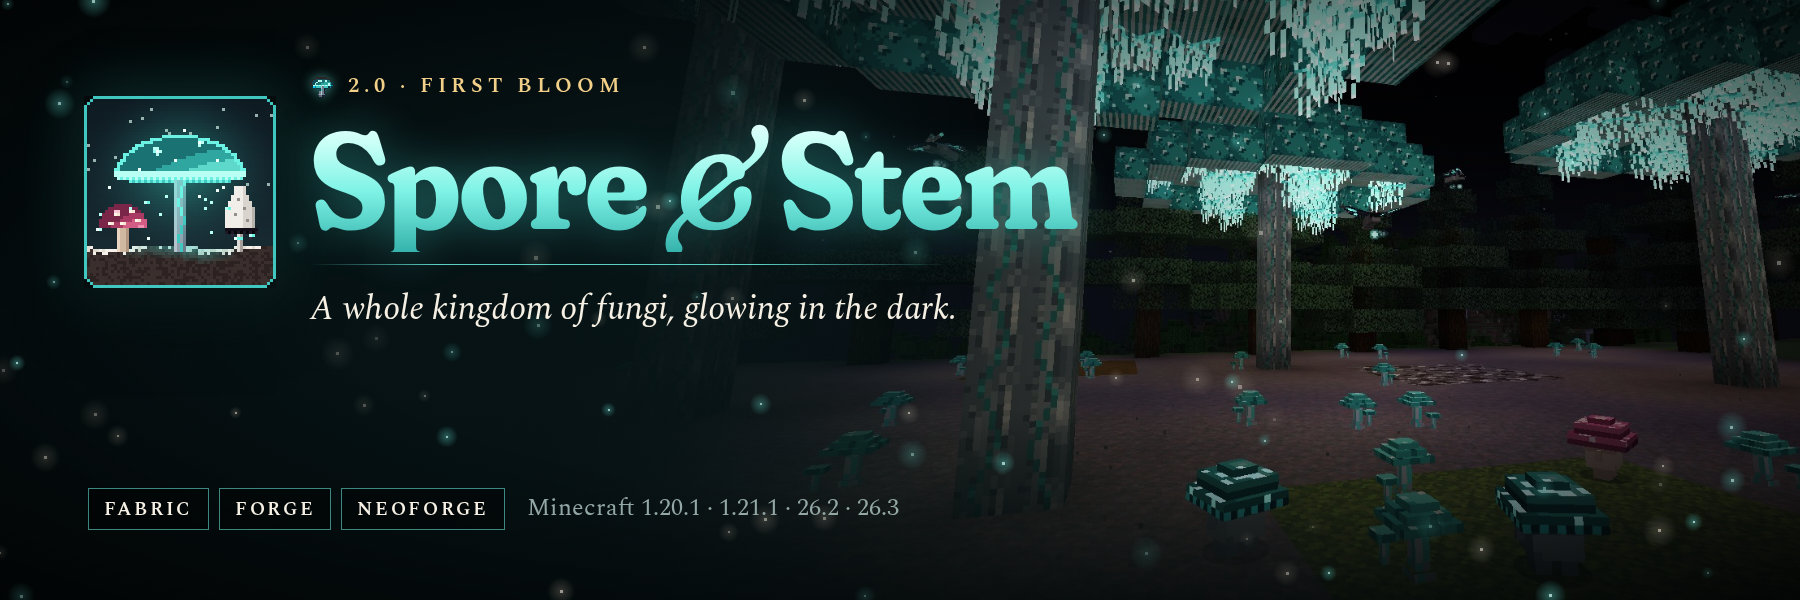 2.0 · FIRST BLOOM
Spore & Stem
A whole kingdom of fungi, glowing in the dark.
FABRIC FORGE NEOFORGE Minecraft 1.20.1 · 1.21.1 · 26.2 · 26.3